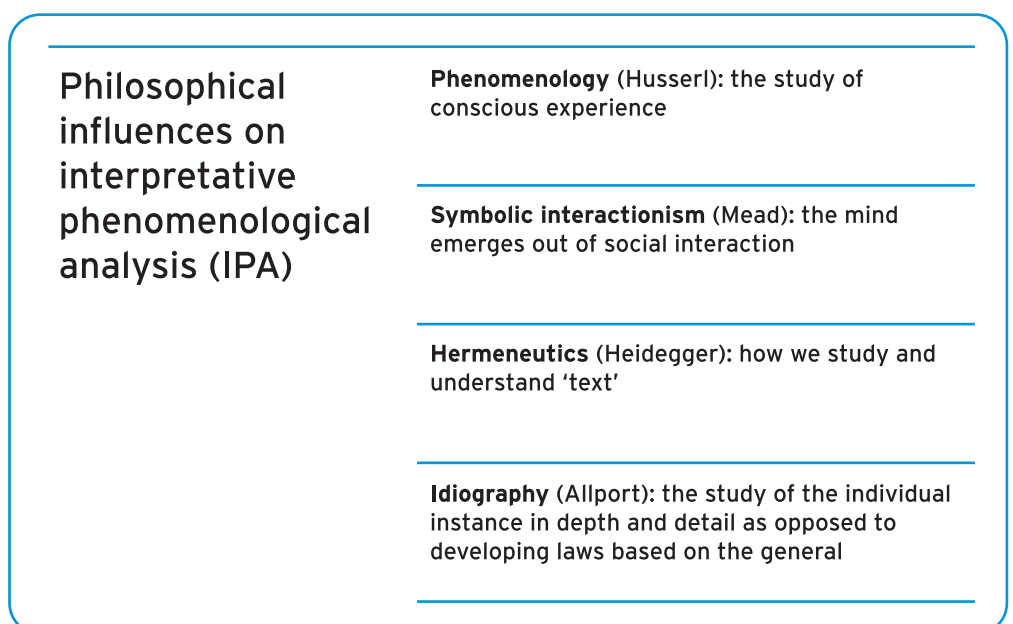 Philosophical
influences on
interpretative
phenomenological
analysis (IPA)
Phenomenology (Husserl): the study of
conscious experience
Symbolic interactionism (Mead): the mind
emerges out of social interaction
Hermeneutics (Heidegger): how we study and
understand ‘text’
Idiography (Allport): the study of the individual
instance in depth and detail as opposed to
developing laws based on the general